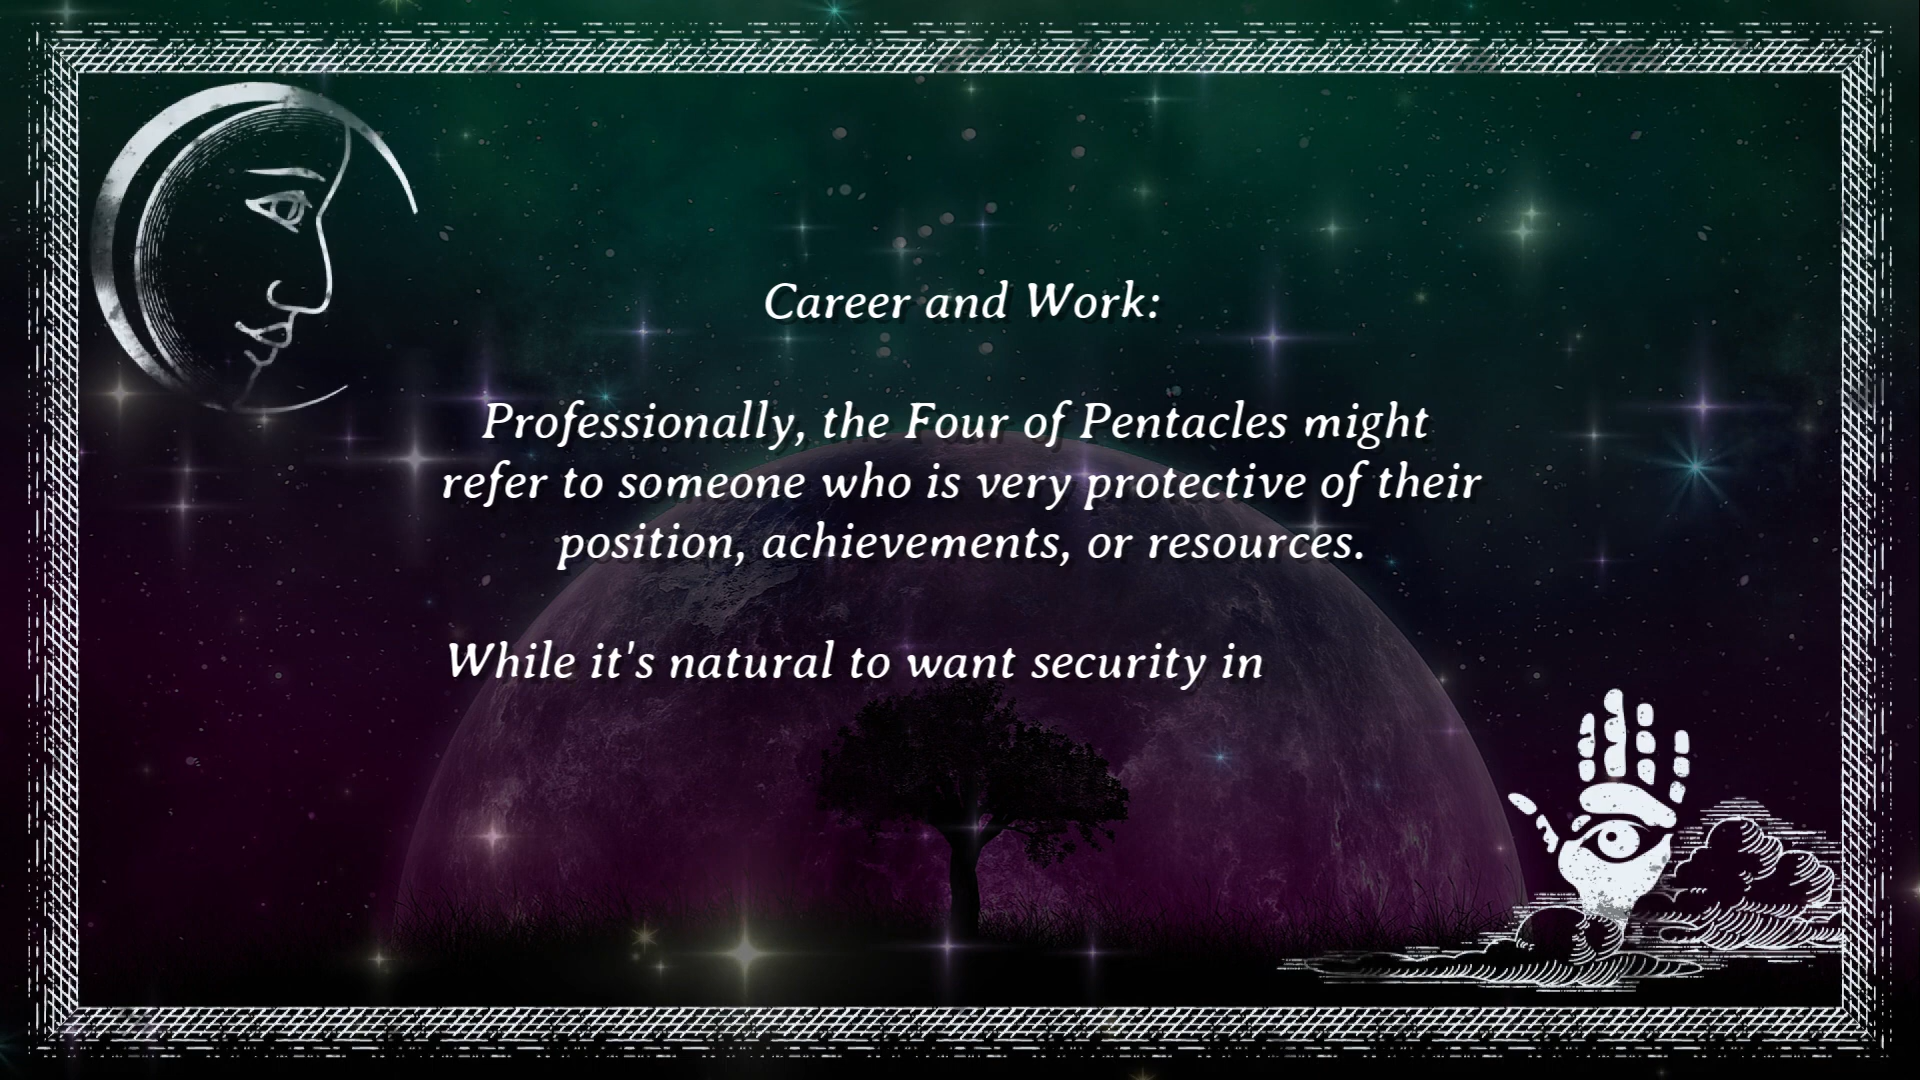 Career and Work:
Professionally, the Four of Pentacles might
refer to someone who is very protective of their
position, achievements, or resources.
While it's natural to want security in